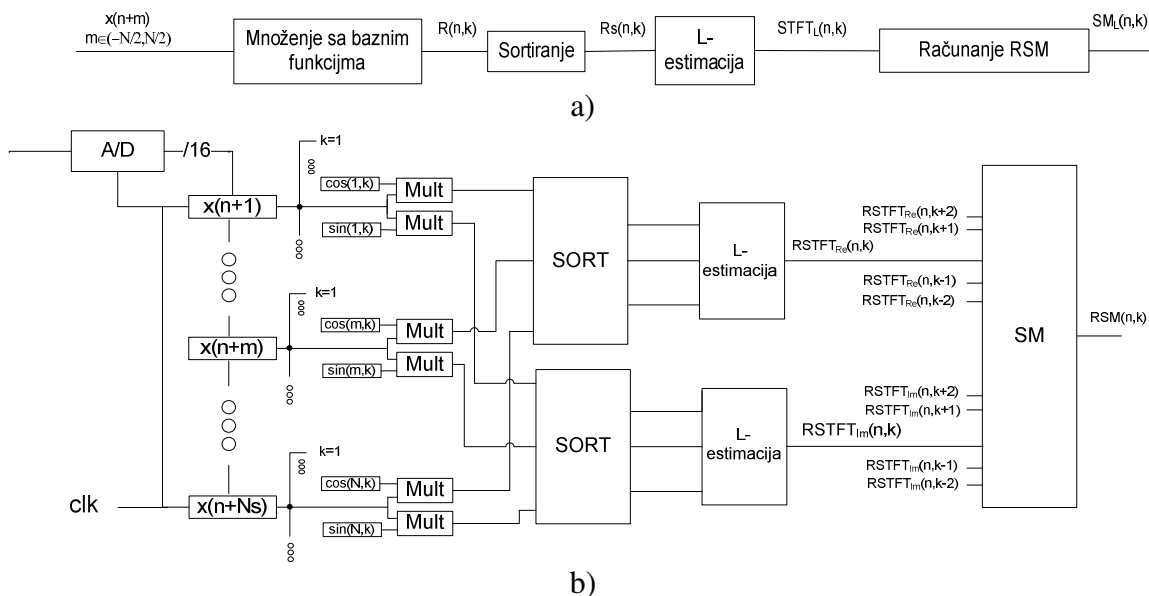 x(n+m)
m∈(-N/2,N/2)
Množenje sa baznim
funkcijma
R(n,k)
Sortiranje
Rs(n,k)
L-
estimacija
STFTL(n,k)
Računanje RSM
SML(n,k)
a)
A/D
/16
k=1
cos(1,k)
Mult
x(n+1)
sin(1,k)
Mult
SORT
L-
estimacija
RSTFTRe(n,k)
RSTFTRe(n,k+2)
RSTFTRe(n,k+1)
RSTFTRe(n,k-1)
RSTFTRe(n,k-2)
k=1
cos(m,k)
Mult
x(n+m)
sin(m,k)
Mult
SM
RSM(n,k)
SORT
L-
estimacija
RSTFTIm(n,k)
RSTFTIm(n,k+2)
RSTFTIm(n,k+1)
RSTFTIm(n,k-1)
RSTFTIm(n,k-2)
k=1
cos(N,k)
Mult
clk
x(n+Ns)
sin(N,k)
Mult
b)